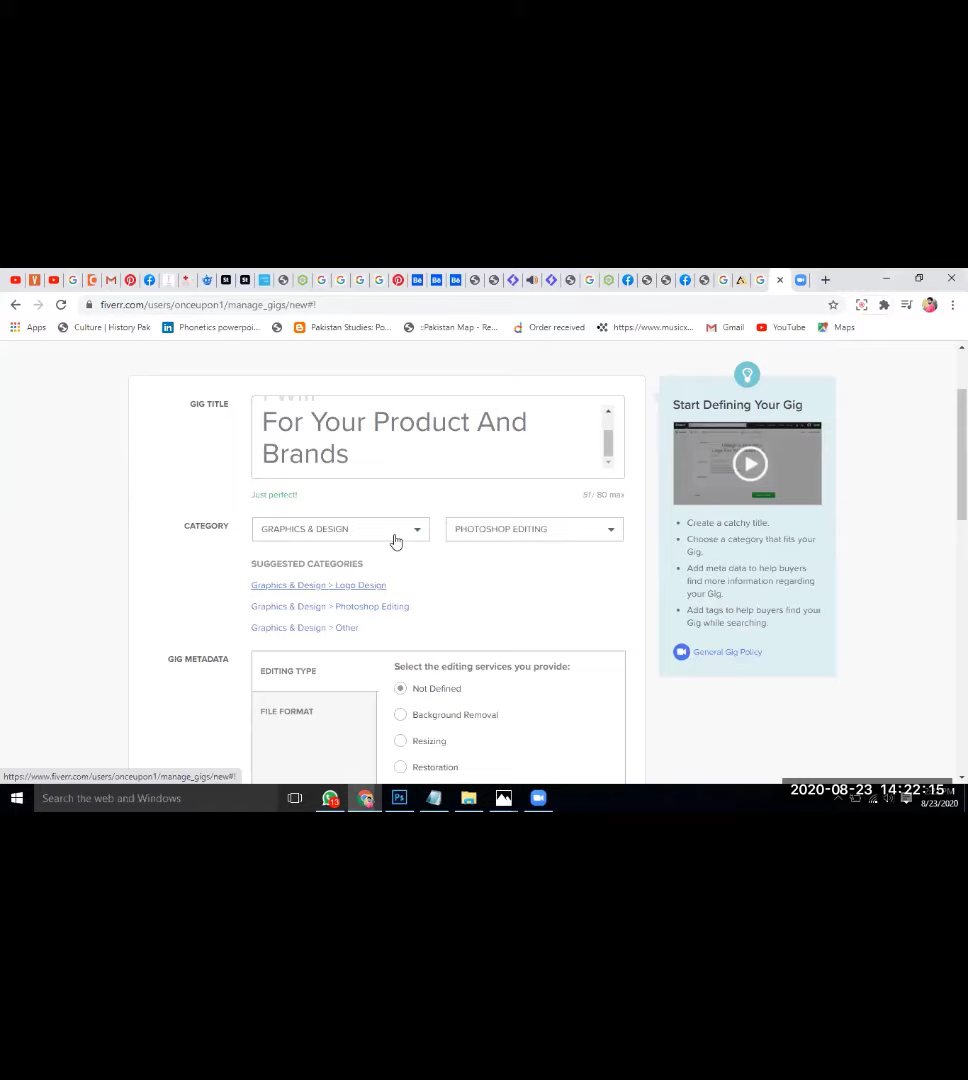 fiverr.com/users/onceupon1/manage_gigs/new#!
Apps Culture | History Pak Phonetics powerpoi... Pakistan Studies: Po... ::Pakistan Map - Re... Order received https://www.musicx... Gmail YouTube Maps
GIG TITLE
For Your Product And
Brands
Just perfect!
51 / 80 max
CATEGORY
GRAPHICS & DESIGN
PHOTOSHOP EDITING
SUGGESTED CATEGORIES
Graphics & Design > Logo Design
Graphics & Design > Photoshop Editing
Graphics & Design > Other
GIG METADATA
EDITING TYPE
FILE FORMAT
Select the editing services you provide:
Not Defined
Background Removal
Resizing
Restoration
Start Defining Your Gig
• Create a catchy title.
• Choose a category that fits your
Gig.
• Add meta data to help buyers
find more information regarding
your Gig.
• Add tags to help buyers find your
Gig while searching.
General Gig Policy
https://www.fiverr.com/users/onceupon1/manage_gigs/new#!
Search the web and Windows
13
2020-08-23 14:22:15
8/23/2020